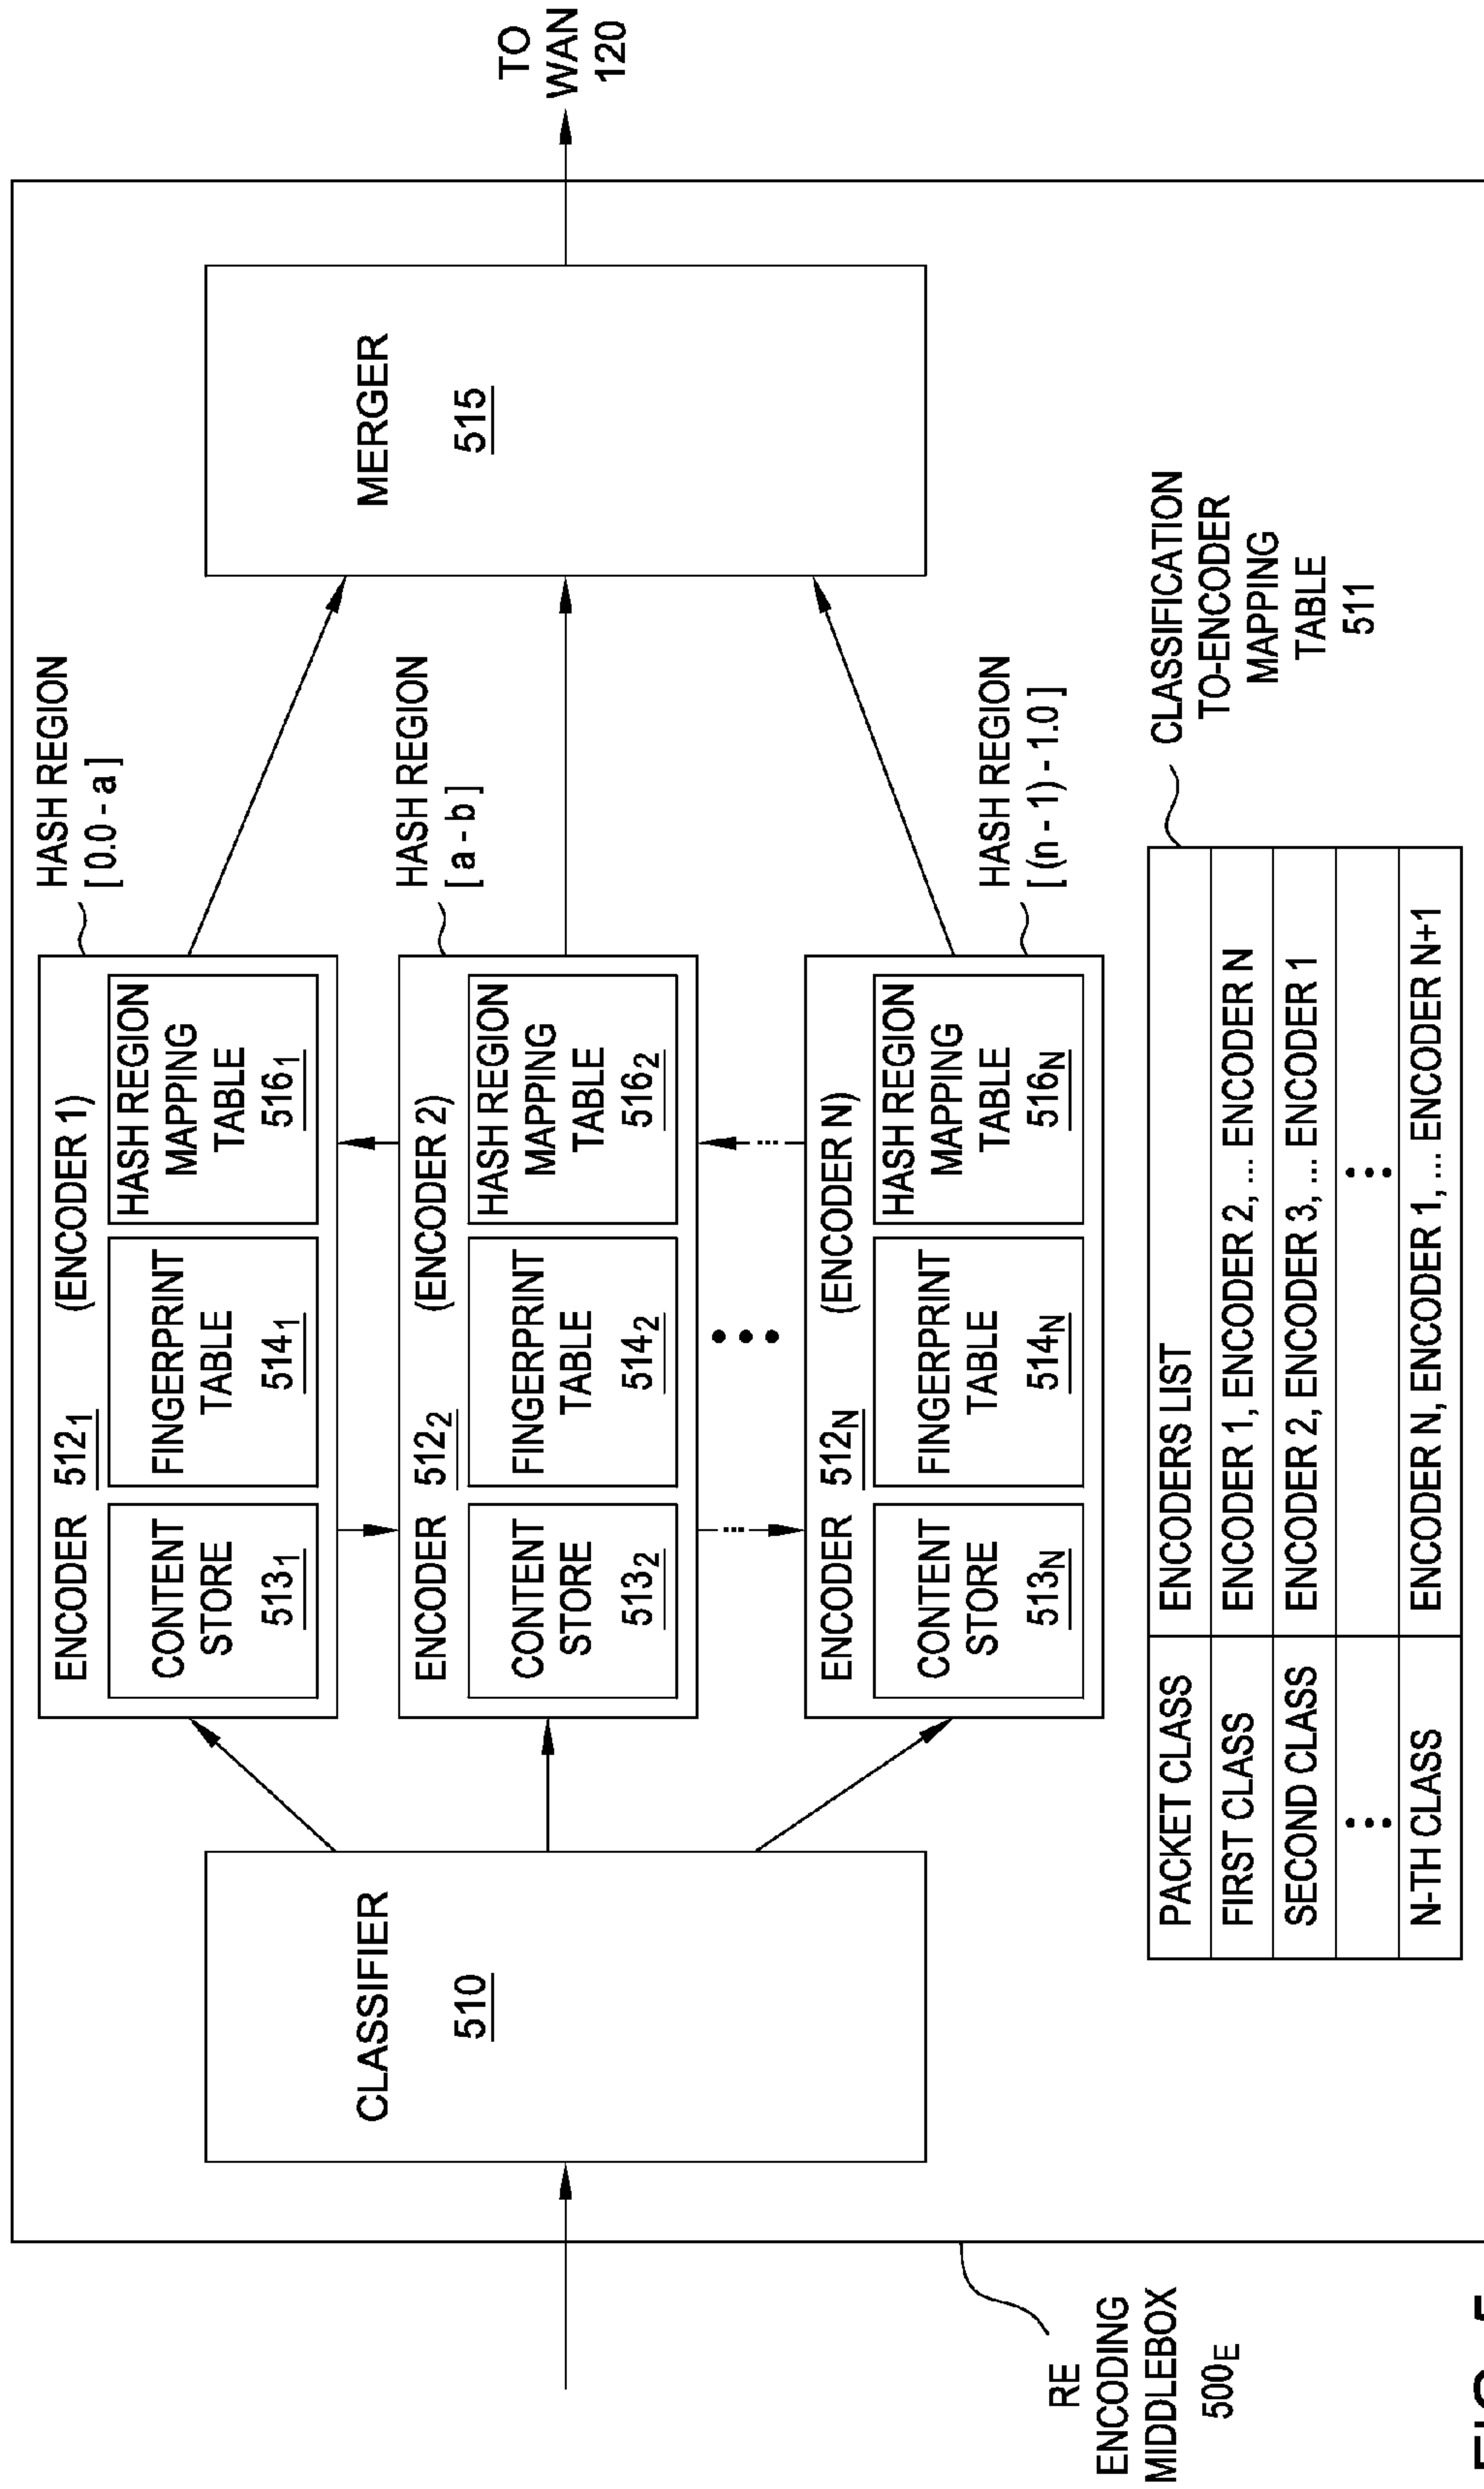 RE
ENCODING
MIDDLEBOX
500E
CLASSIFIER
510
ENCODER 5121 (ENCODER 1)
CONTENT
STORE
5131
FINGERPRINT
TABLE
5141
HASH REGION
MAPPING
TABLE
5161
HASH REGION
[ 0.0 - a ]
ENCODER 5122 (ENCODER 2)
CONTENT
STORE
5132
FINGERPRINT
TABLE
5142
HASH REGION
MAPPING
TABLE
5162
HASH REGION
[ a - b ]
ENCODER 512N (ENCODER N)
CONTENT
STORE
513N
FINGERPRINT
TABLE
514N
HASH REGION
MAPPING
TABLE
516N
HASH REGION
[ (n - 1) - 1.0 ]
MERGER
515
TO
WAN
120
PACKET CLASS ENCODERS LIST
FIRST CLASS ENCODER 1, ENCODER 2, ... ENCODER N
SECOND CLASS ENCODER 2, ENCODER 3, ... ENCODER 1
N-TH CLASS ENCODER N, ENCODER 1, ... ENCODER N+1
CLASSIFICATION
TO-ENCODER
MAPPING
TABLE
511